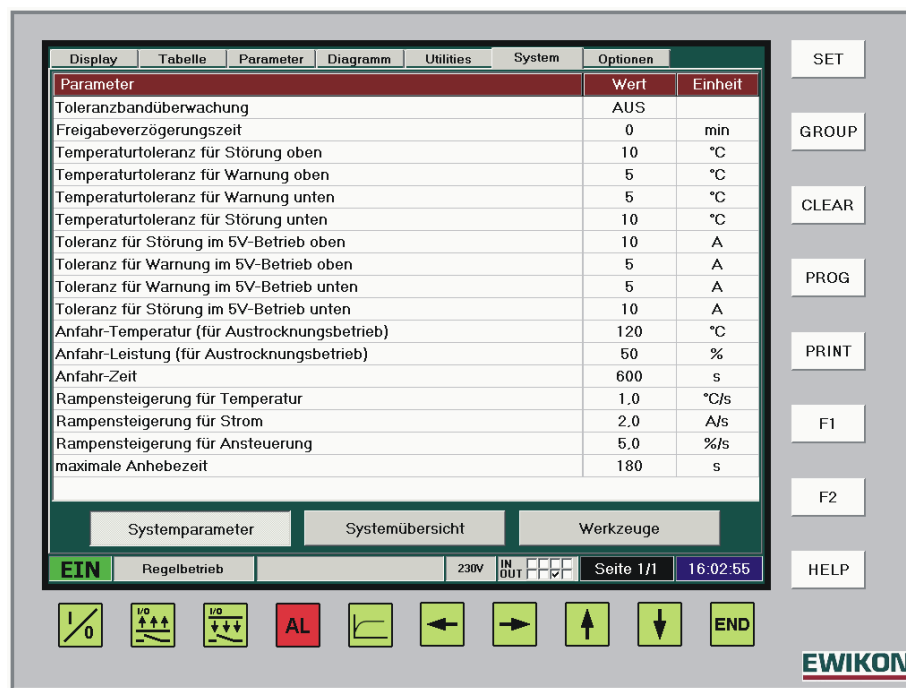 Display Tabelle Parameter Diagramm Utilities System Optionen
Parameter Wert Einheit
Toleranzbandüberwachung AUS
Freigabeverzögerungszeit 0 min
Temperaturtoleranz für Störung oben 10 °C
Temperaturtoleranz für Warnung oben 5 °C
Temperaturtoleranz für Warnung unten 5 °C
Temperaturtoleranz für Störung unten 10 °C
Toleranz für Störung im 5V-Betrieb oben 10 A
Toleranz für Warnung im 5V-Betrieb oben 5 A
Toleranz für Warnung im 5V-Betrieb unten 5 A
Toleranz für Störung im 5V-Betrieb unten 10 A
Anfahr-Temperatur (für Austrocknungsbetrieb) 120 °C
Anfahr-Leistung (für Austrocknungsbetrieb) 50 %
Anfahr-Zeit 600 s
Rampensteigerung für Temperatur 1,0 °C/s
Rampensteigerung für Strom 2,0 A/s
Rampensteigerung für Ansteuerung 5,0 %/s
maximale Anhebezeit 180 s
Systemparameter Systemübersicht Werkzeuge
EIN Regelbetrieb 230V IN OUT Seite 1/1 16:02:55
SET
GROUP
CLEAR
PROG
PRINT
F1
F2
HELP
I/0 I/O I/O AL END
EWIKON